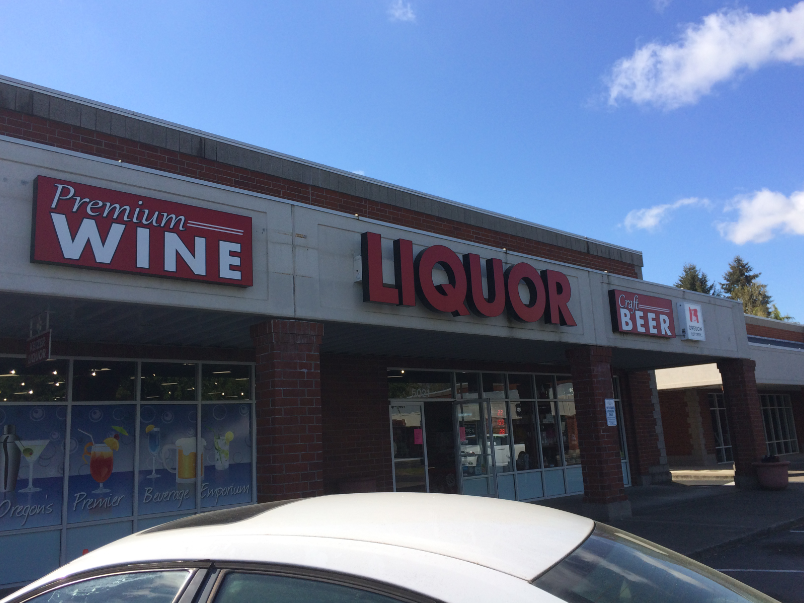 Premium
WINE
LIQUOR
Craft
BEER
Oregon's Premier Beverage Emporium